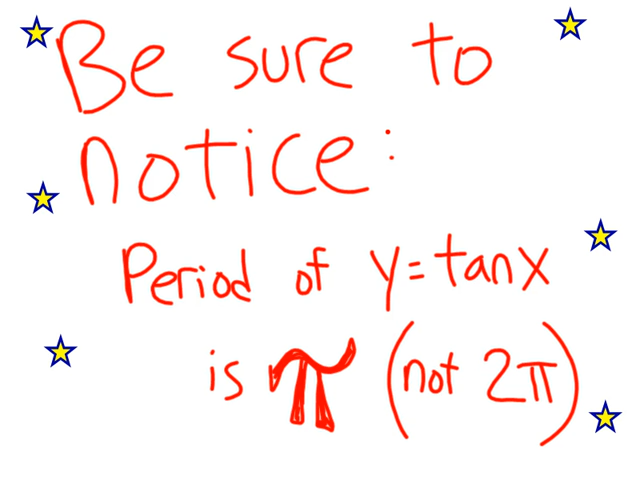 Be sure to
notice:
Period of y=tanx
is π (not 2π)